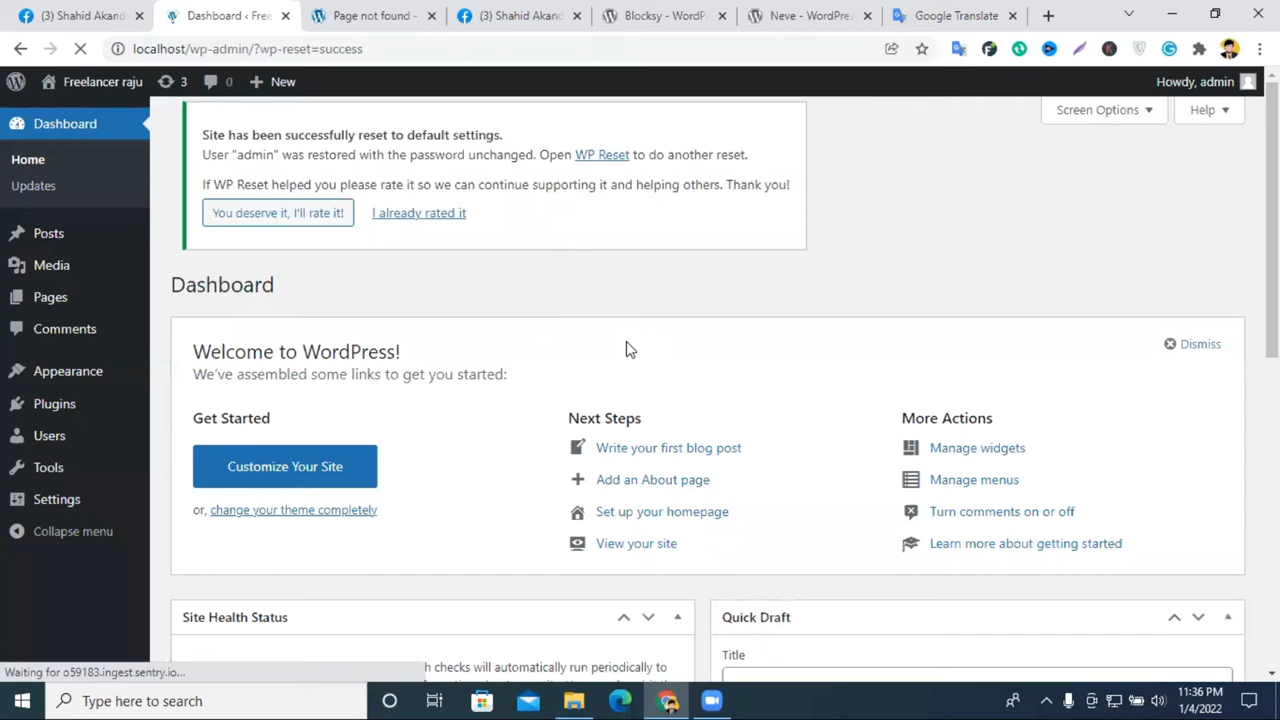 (3) Shahid Akand
Dashboard ‹ Free
Page not found –
(3) Shahid Akand
Blocksy - WordP
Neve - WordPres
Google Translate
localhost/wp-admin/?wp-reset=success
Freelancer raju
3
0
New
Howdy, admin
Dashboard
Home
Updates
Posts
Media
Pages
Comments
Appearance
Plugins
Users
Tools
Settings
Collapse menu
Screen Options
Help
Site has been successfully reset to default settings.
User "admin" was restored with the password unchanged. Open WP Reset to do another reset.
If WP Reset helped you please rate it so we can continue supporting it and helping others. Thank you!
You deserve it, I'll rate it!
I already rated it
Dashboard
Welcome to WordPress!
We've assembled some links to get you started:
Dismiss
Get Started
Customize Your Site
or, change your theme completely
Next Steps
Write your first blog post
Add an About page
Set up your homepage
View your site
More Actions
Manage widgets
Manage menus
Turn comments on or off
Learn more about getting started
Site Health Status
h checks will automatically run periodically to
Quick Draft
Title
Waiting for o59183.ingest.sentry.io...
Type here to search
11:36 PM
1/4/2022